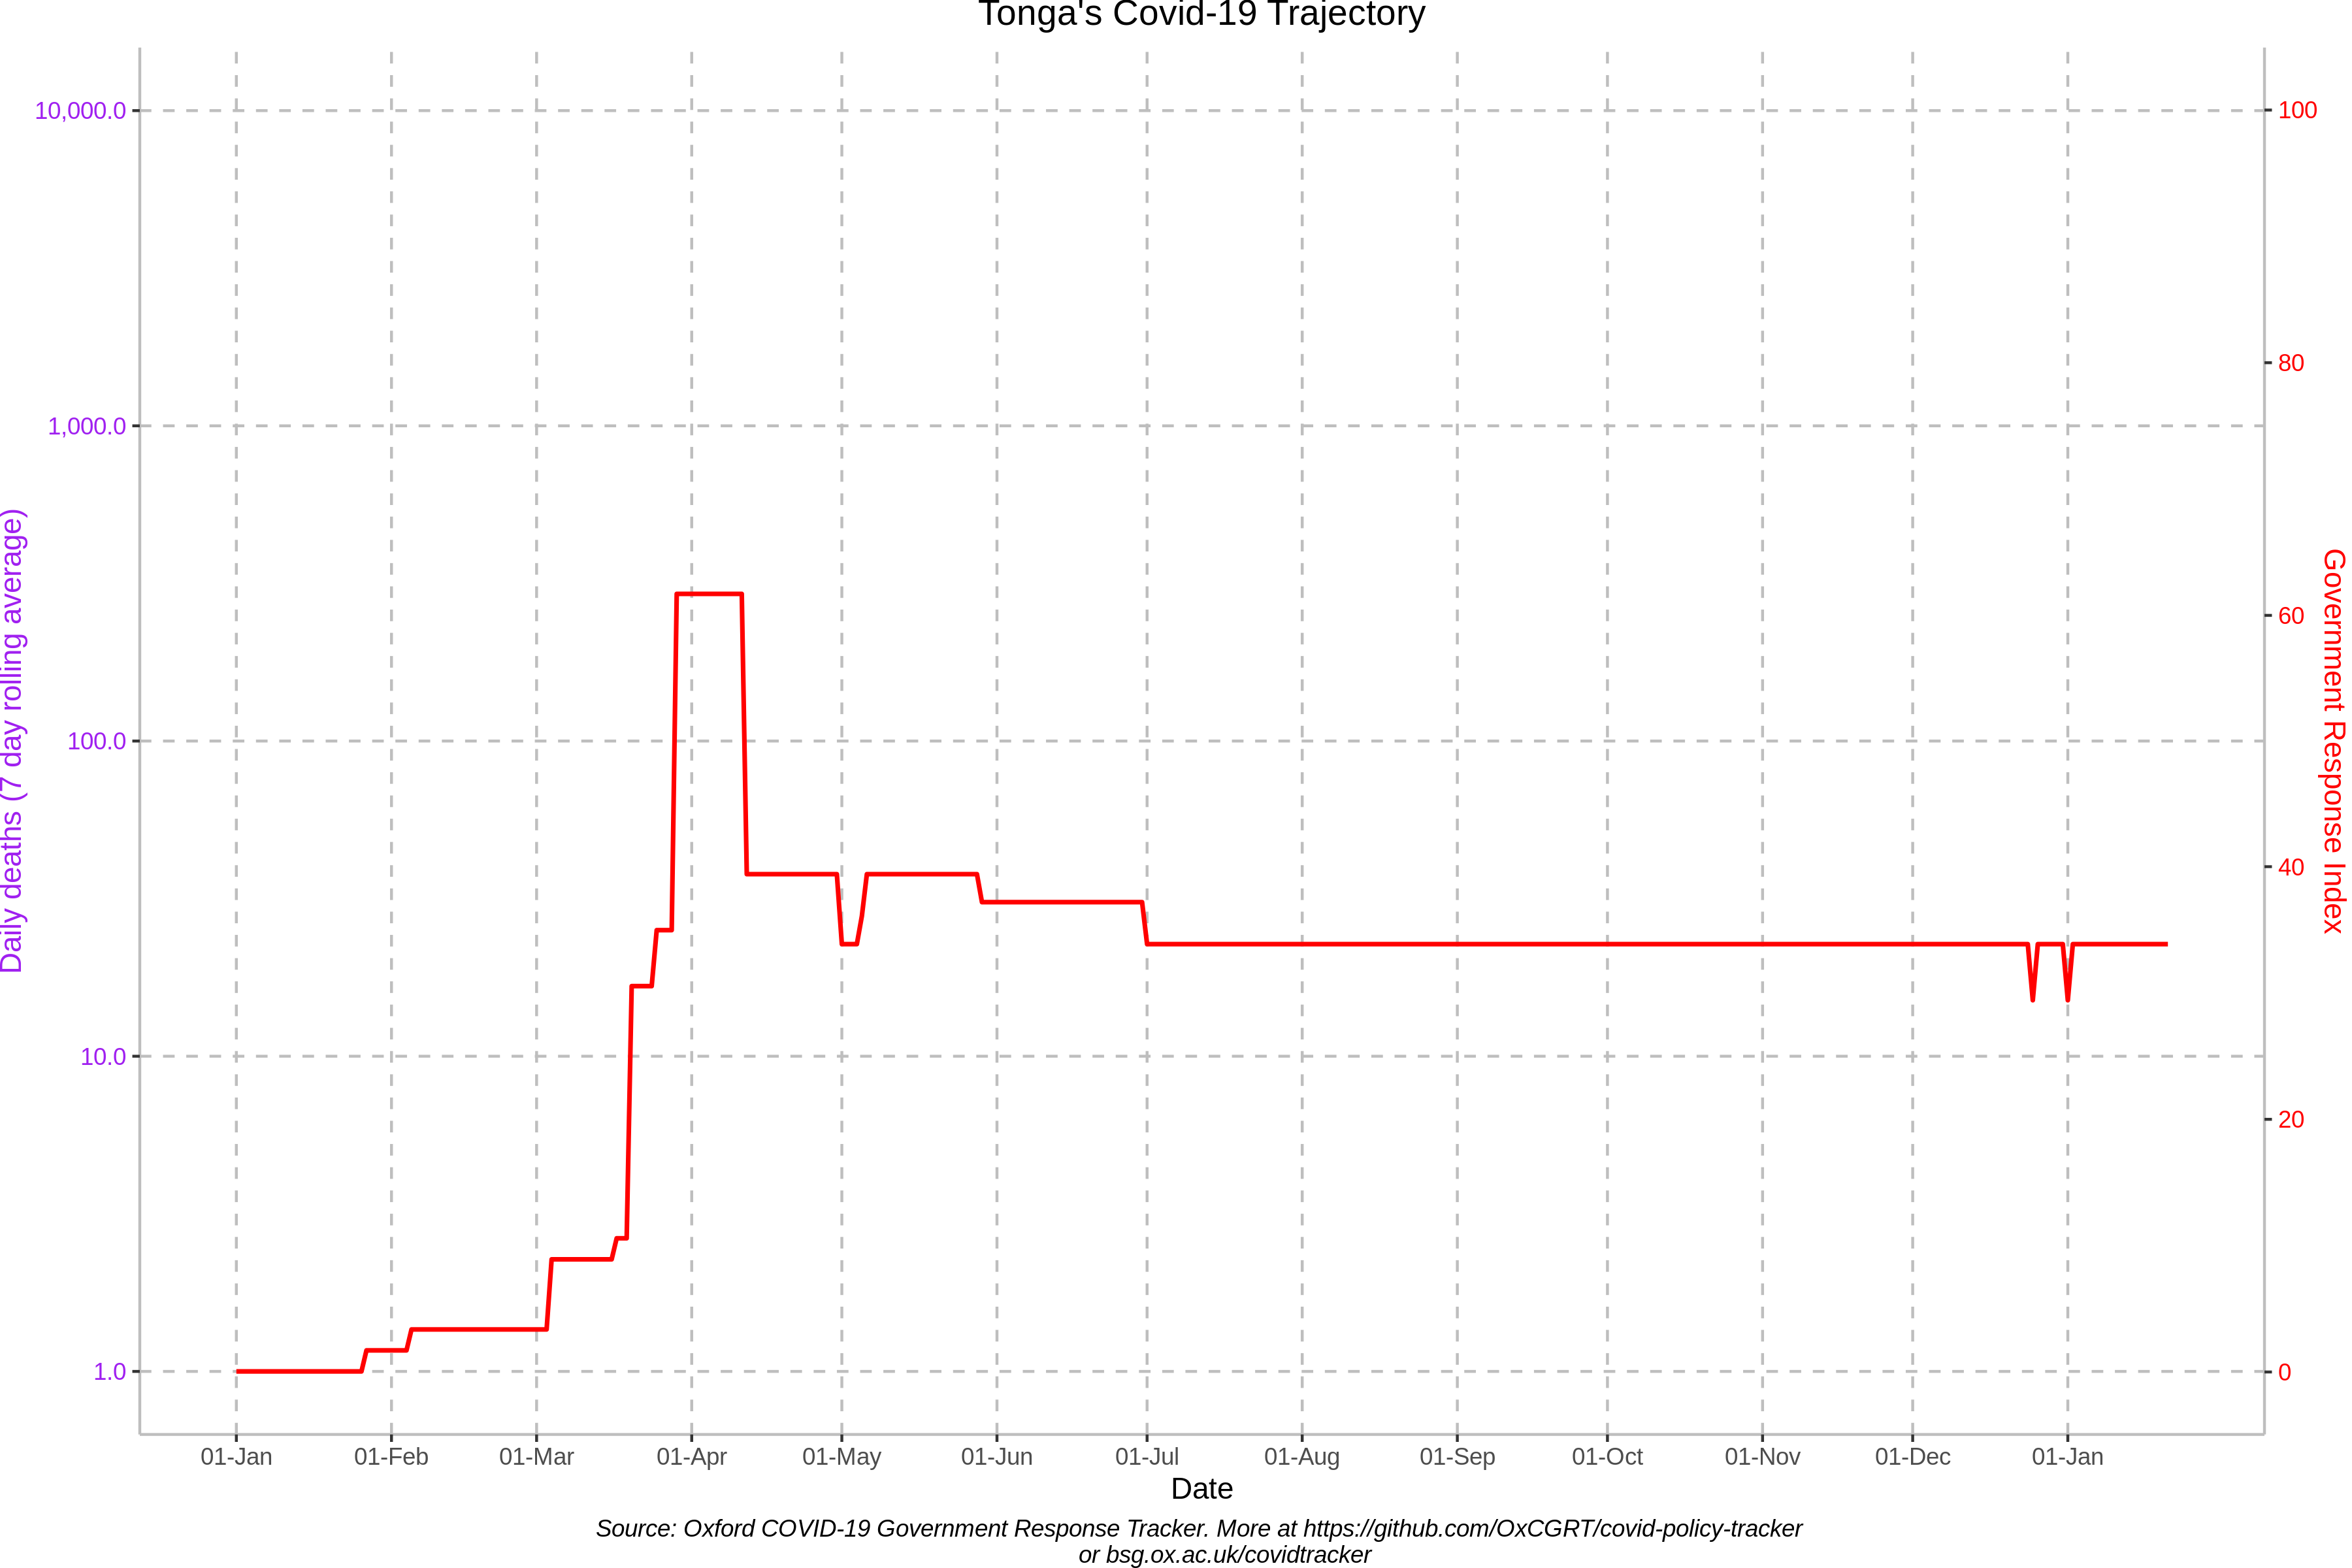 Tonga's Covid-19 Trajectory
10,000.0
1,000.0
100.0
10.0
1.0
Daily deaths (7 day rolling average)
100
80
60
40
20
0
Government Response Index
01-Jan 01-Feb 01-Mar 01-Apr 01-May 01-Jun 01-Jul 01-Aug 01-Sep 01-Oct 01-Nov 01-Dec 01-Jan
Date
Source: Oxford COVID-19 Government Response Tracker. More at https://github.com/OxCGRT/covid-policy-tracker
or bsg.ox.ac.uk/covidtracker